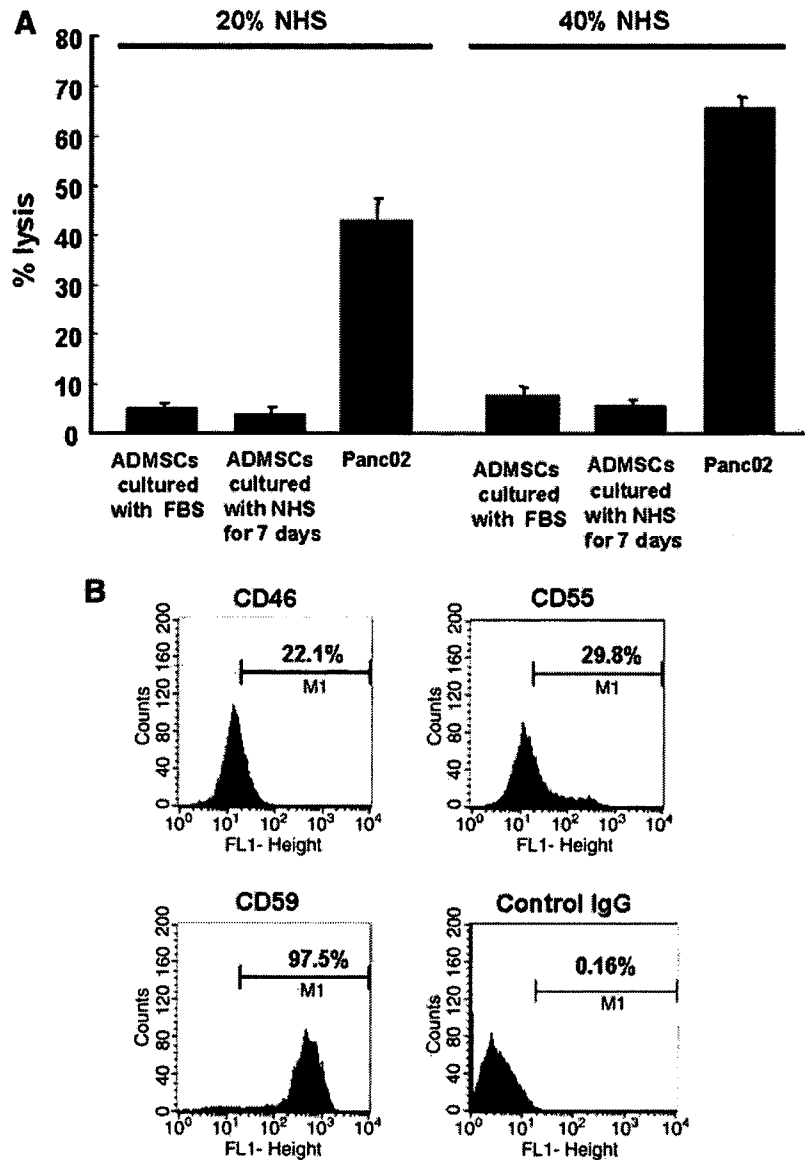 A
20% NHS
40% NHS
80
70
60
50
40
30
20
10
0
% lysis
ADMSCs
cultured
with FBS
ADMSCs
cultured
with NHS
for 7 days
Panc02
ADMSCs
cultured
with FBS
ADMSCs
cultured
with NHS
for 7 days
Panc02
B
CD46
200
160
120
80
40
0
Counts
22.1%
M1
10⁰ 10¹ 10² 10³ 10⁴
FL1- Height
CD55
200
160
120
80
40
0
Counts
29.8%
M1
10⁰ 10¹ 10² 10³ 10⁴
FL1- Height
CD59
200
160
120
80
40
0
Counts
97.5%
M1
10⁰ 10¹ 10² 10³ 10⁴
FL1- Height
Control IgG
200
160
120
80
40
0
Counts
0.16%
M1
10⁰ 10¹ 10² 10³ 10⁴
FL1- Height